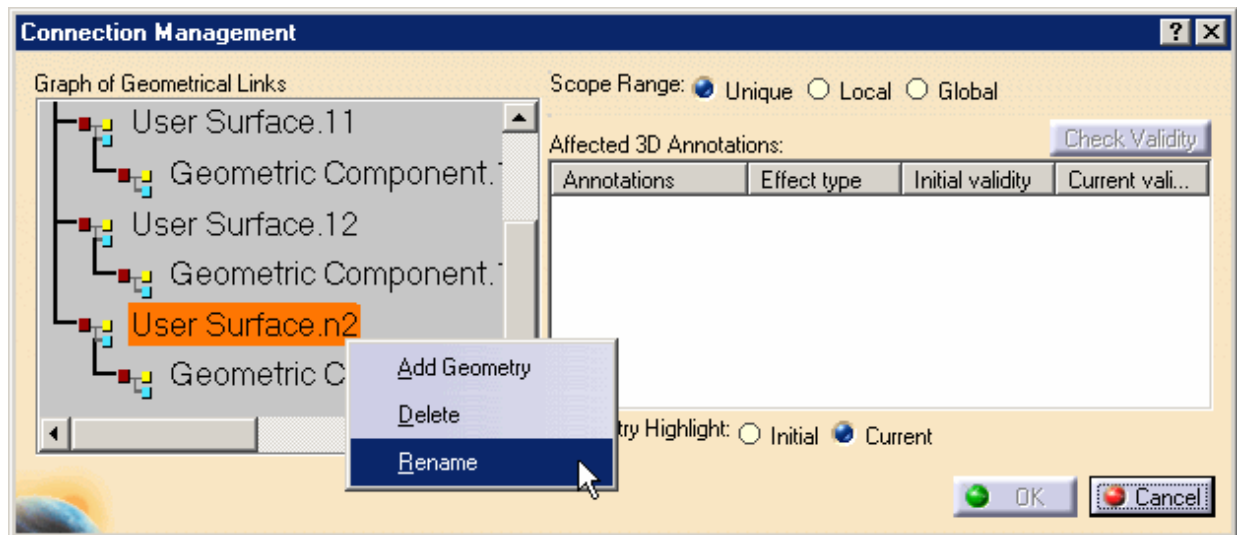 Connection Management
Graph of Geometrical Links
User Surface.11
Geometric Component.
User Surface.12
Geometric Component.
User Surface.n2
Geometric C
Add Geometry
Delete
Rename
Scope Range: Unique Local Global
Check Validity
Affected 3D Annotations:
Annotations Effect type Initial validity Current vali...
try Highlight: Initial Current
OK Cancel